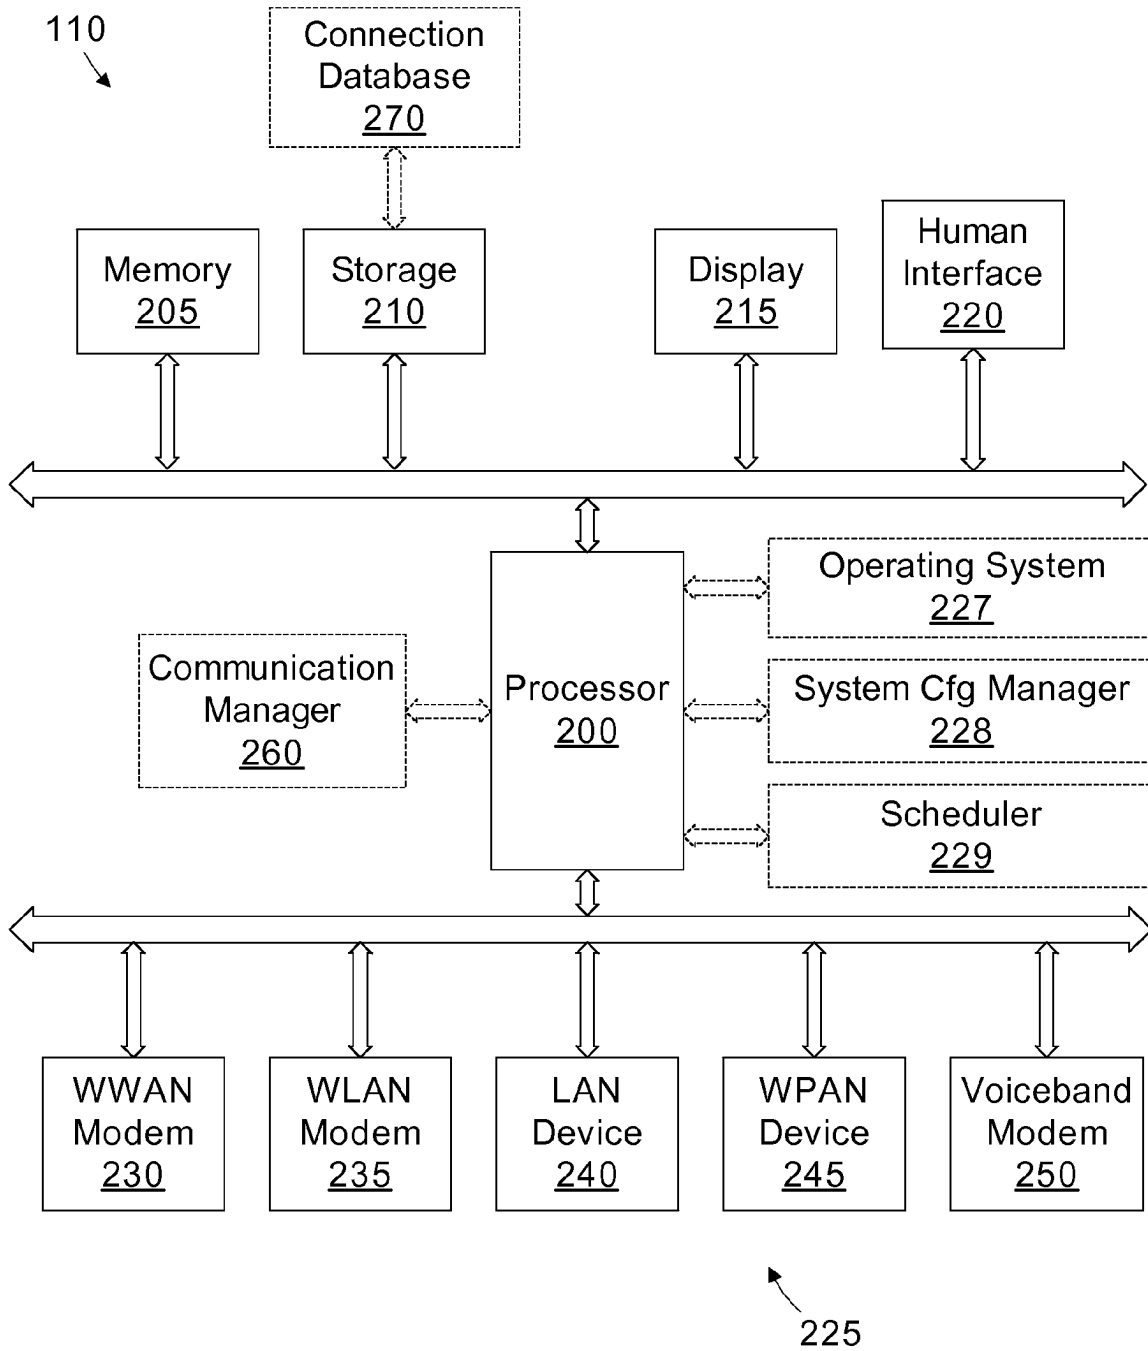 110
Connection
Database
270
Memory
205
Storage
210
Display
215
Human
Interface
220
Operating System
227
Communication
Manager
260
Processor
200
System Cfg Manager
228
Scheduler
229
WWAN
Modem
230
WLAN
Modem
235
LAN
Device
240
WPAN
Device
245
Voiceband
Modem
250
225